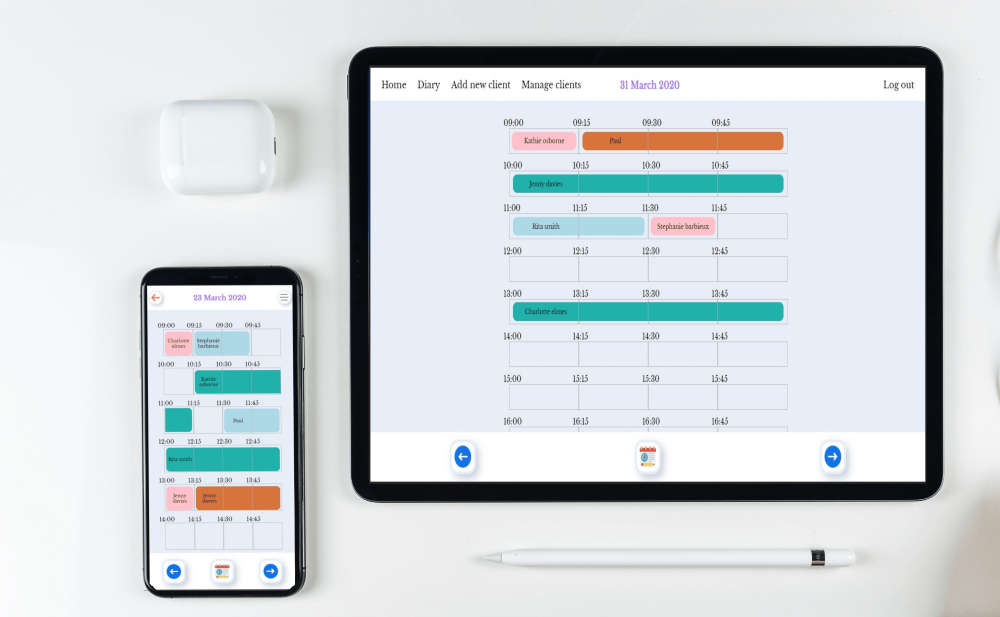 Home Diary Add new client Manage clients 31 March 2020 Log out
09:00 09:15 09:30 09:45
Kathie osborne Paul
10:00 10:15 10:30 10:45
Jenny davies
11:00 11:15 11:30 11:45
Rita smith Stephanie barbieux
12:00 12:15 12:30 12:45
13:00 13:15 13:30 13:45
Charlotte elmes
14:00 14:15 14:30 14:45
15:00 15:15 15:30 15:45
16:00 16:15 16:30 16:45
23 March 2020
09:00 09:15 09:30 09:45
Charlotte Stephanie
elmes barbieux
10:00 10:15 10:30 10:45
Kathie
osborne
11:00 11:15 11:30 11:45
Paul
12:00 12:15 12:30 12:45
Rita smith
13:00 13:15 13:30 13:45
Jenny Jenny
davies davies
14:00 14:15 14:30 14:45